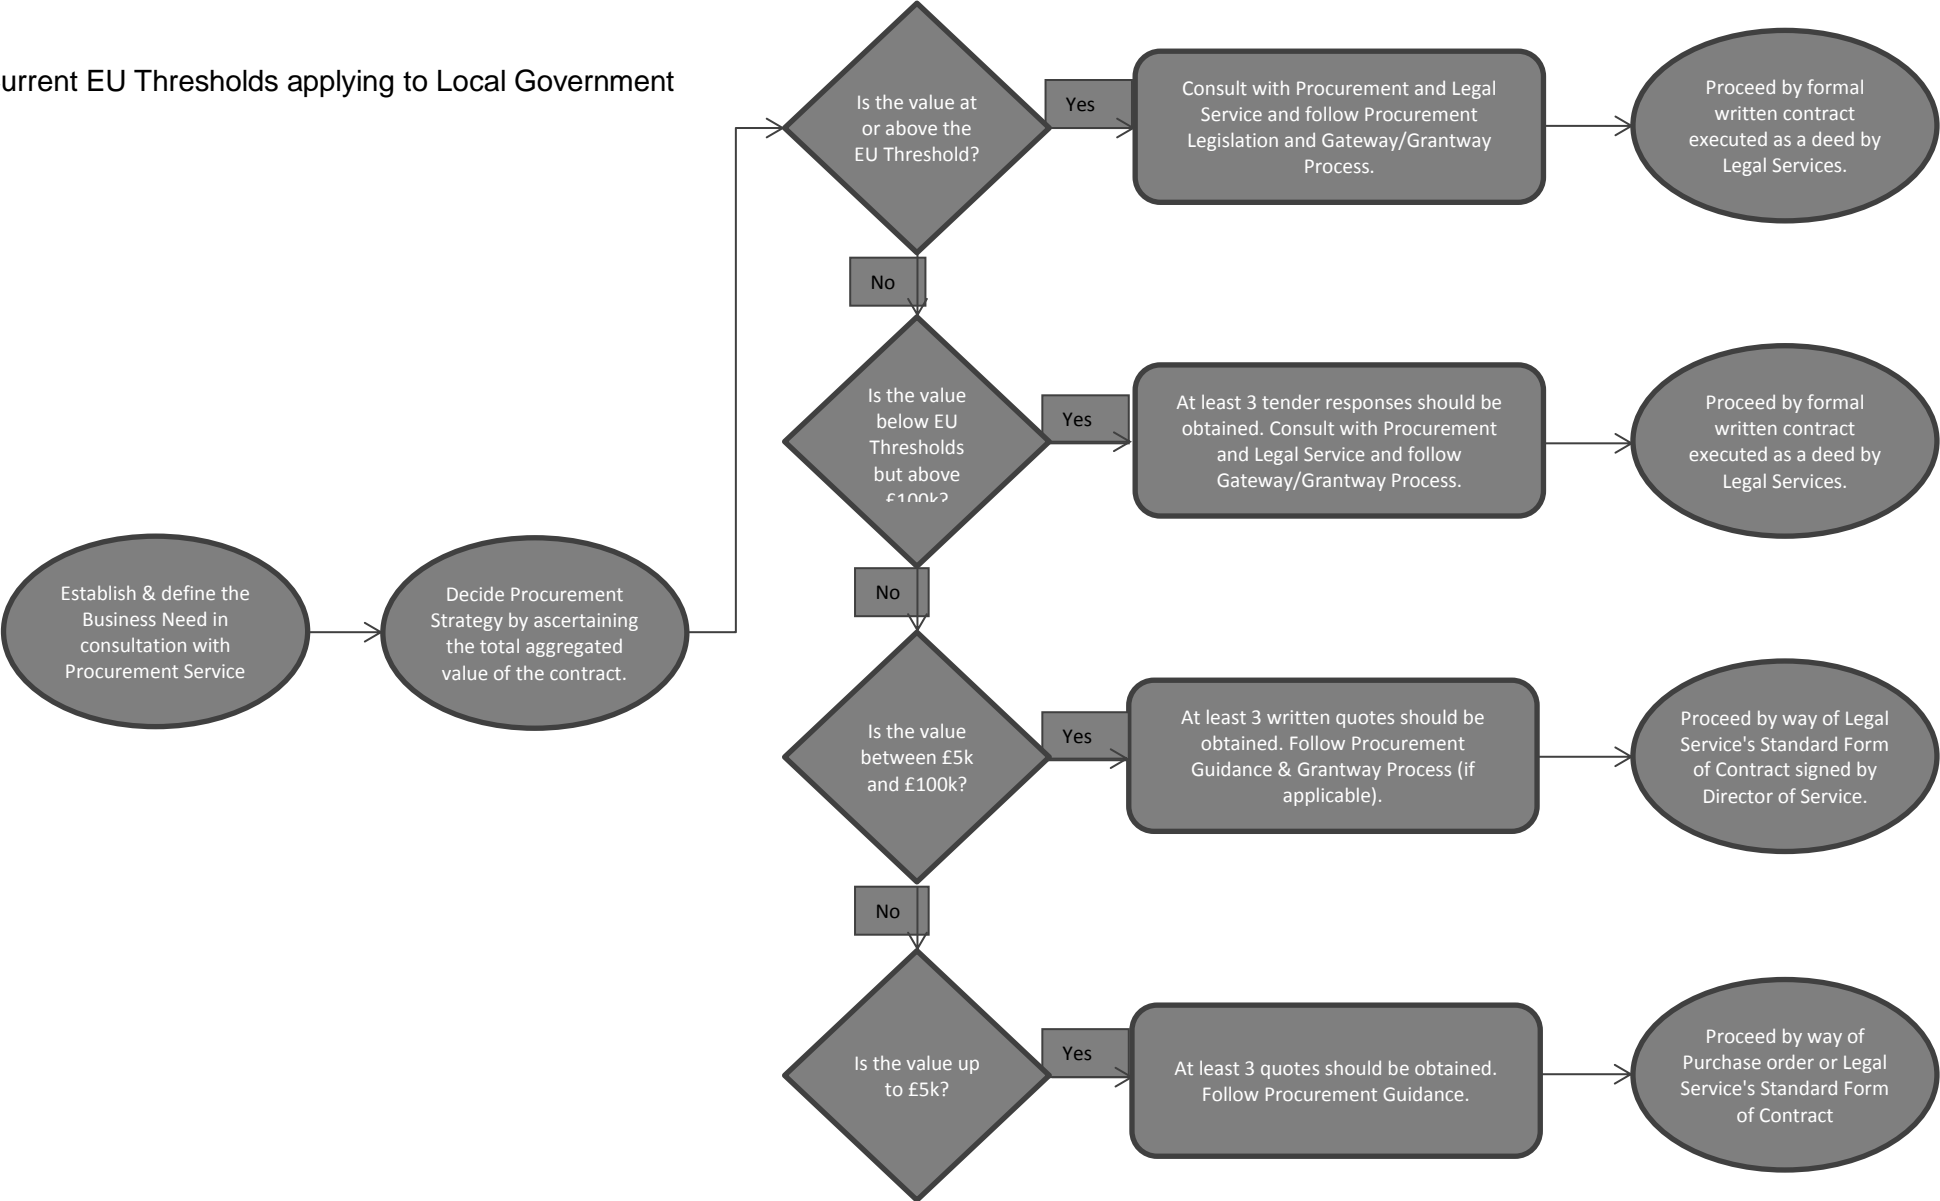 urrent EU Thresholds applying to Local Government
Is the value at
or above the
EU Threshold?
Yes
Consult with Procurement and Legal
Service and follow Procurement
Legislation and Gateway/Grantway
Process.
Proceed by formal
written contract
executed as a deed by
Legal Services.
No
Is the value
below EU
Thresholds
but above
£100k?
Yes
At least 3 tender responses should be
obtained. Consult with Procurement
and Legal Service and follow
Gateway/Grantway Process.
Proceed by formal
written contract
executed as a deed by
Legal Services.
Establish & define the
Business Need in
consultation with
Procurement Service
Decide Procurement
Strategy by ascertaining
the total aggregated
value of the contract.
No
Is the value
between £5k
and £100k?
Yes
At least 3 written quotes should be
obtained. Follow Procurement
Guidance & Grantway Process (if
applicable).
Proceed by way of Legal
Service's Standard Form
of Contract signed by
Director of Service.
No
Is the value up
to £5k?
Yes
At least 3 quotes should be obtained.
Follow Procurement Guidance.
Proceed by way of
Purchase order or Legal
Service's Standard Form
of Contract